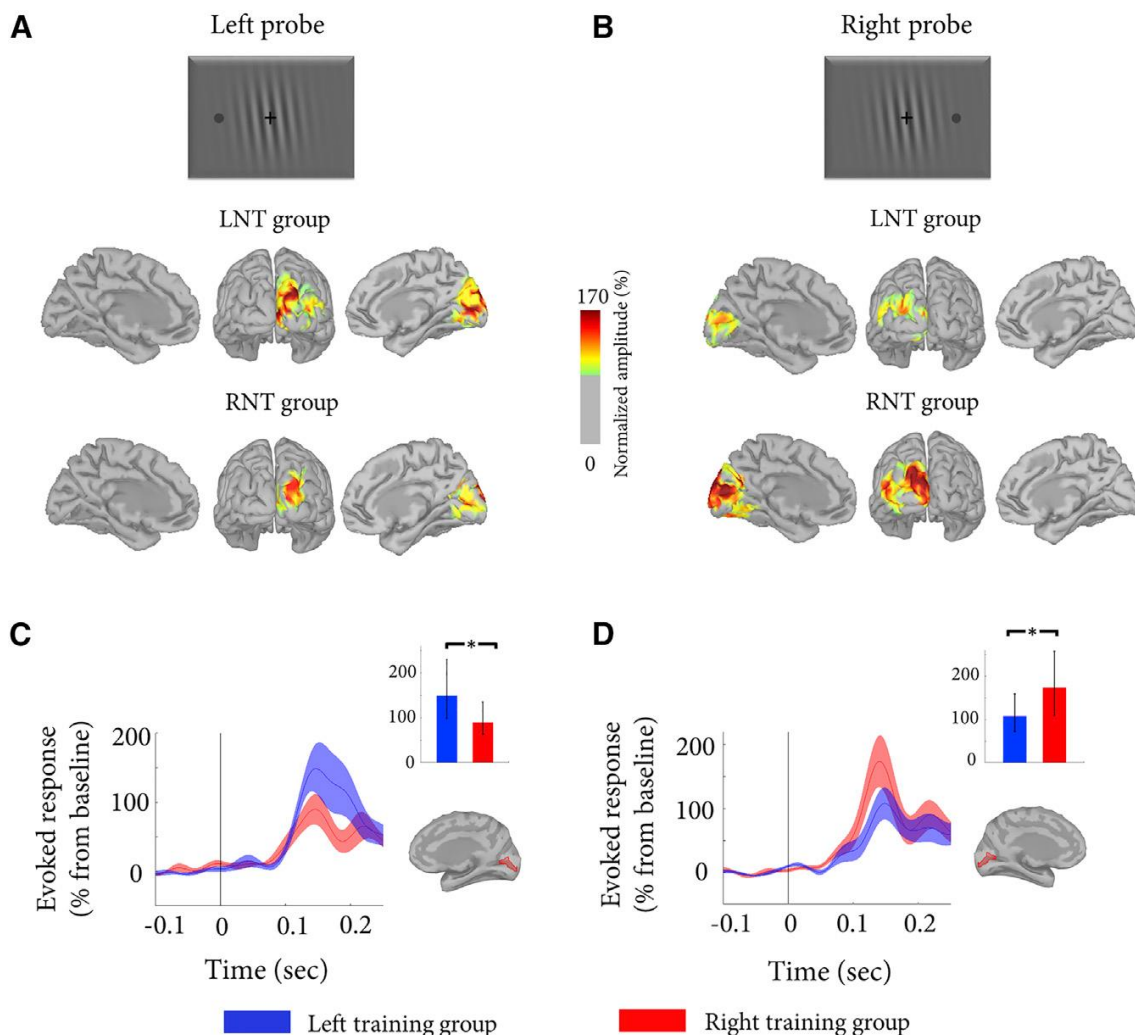 A
Left probe
LNT group
RNT group
170
0
Normalized amplitude (%)
B
Right probe
LNT group
RNT group
C
200
100
0
*
200
100
0
Evoked response
(% from baseline)
-0.1
0
0.1
0.2
Time (sec)
D
200
100
0
*
200
100
0
Evoked response
(% from baseline)
-0.1
0
0.1
0.2
Time (sec)
Left training group
Right training group